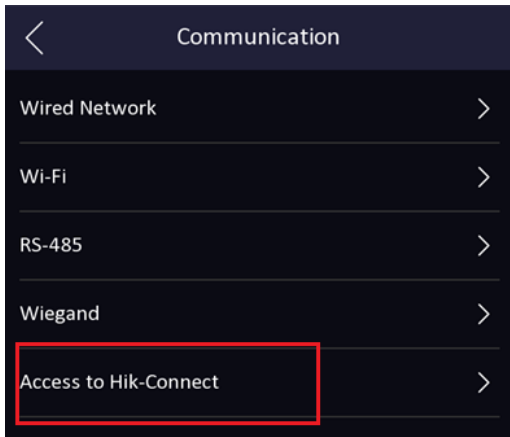 Communication
Wired Network
Wi-Fi
RS-485
Wiegand
Access to Hik-Connect